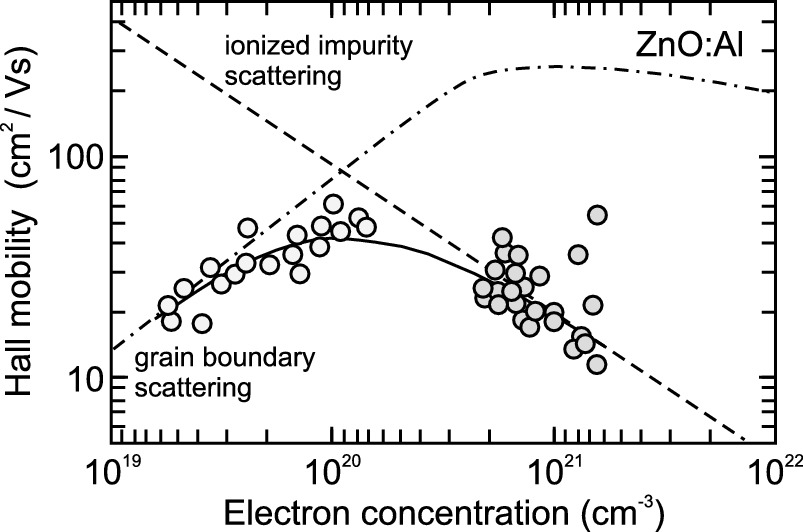 ZnO:Al
ionized impurity
scattering
Hall mobility (cm² / Vs)
100
10
grain boundary
scattering
10¹⁹ 10²⁰ 10²¹ 10²²
Electron concentration (cm⁻³)